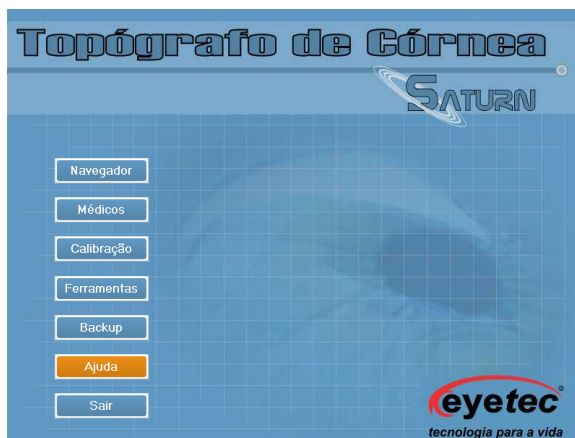 Topógrafo de Córnea
SATURN
Navegador
Médicos
Calibração
Ferramentas
Backup
Ajuda
Sair
eyetec
tecnologia para a vida